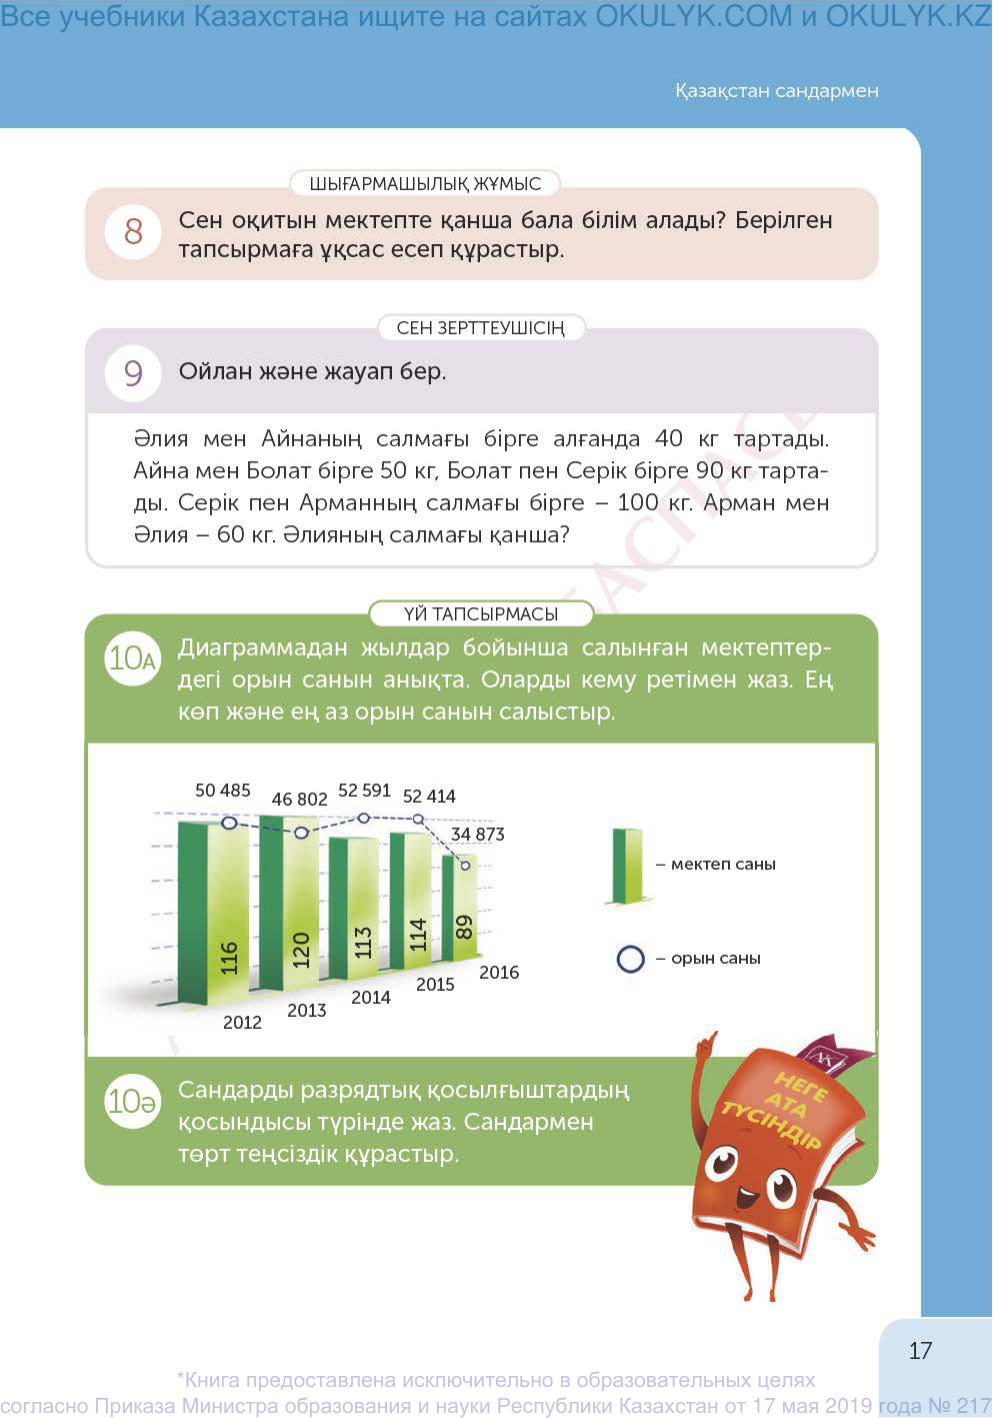 Все учебники Казахстана ищите на сайтах OKULYK.COM и OKULYK.KZ
Қазақстан сандармен
ШЫҒАРМАШЫЛЫҚ ЖҰМЫС
8
Сен оқитын мектепте қанша бала білім алады? Берілген
тапсырмаға ұқсас есеп құрастыр.
СЕН ЗЕРТТЕУШІСІҢ
9
Ойлан және жауап бер.
Әлия мен Айнаның салмағы бірге алғанда 40 кг тартады.
Айна мен Болат бірге 50 кг, Болат пен Серік бірге 90 кг тарта-
ды. Серік пен Арманның салмағы бірге – 100 кг. Арман мен
Әлия – 60 кг. Әлияның салмағы қанша?
ҮЙ ТАПСЫРМАСЫ
10А
Диаграммадан жылдар бойынша салынған мектептер-
дегі орын санын анықта. Оларды кему ретімен жаз. Ең
көп және ең аз орын санын салыстыр.
50 485
46 802
52 591
52 414
34 873
116
120
113
114
89
2012
2013
2014
2015
2016
– мектеп саны
– орын саны
10ә
Сандарды разрядтық қосылғыштардың
қосындысы түрінде жаз. Сандармен
төрт теңсіздік құрастыр.
НЕГЕ
АТА
ТҮСІНДІР
17
*Книга предоставлена исключительно в образовательных целях
согласно Приказа Министра образования и науки Республики Казахстан от 17 мая 2019 года № 217